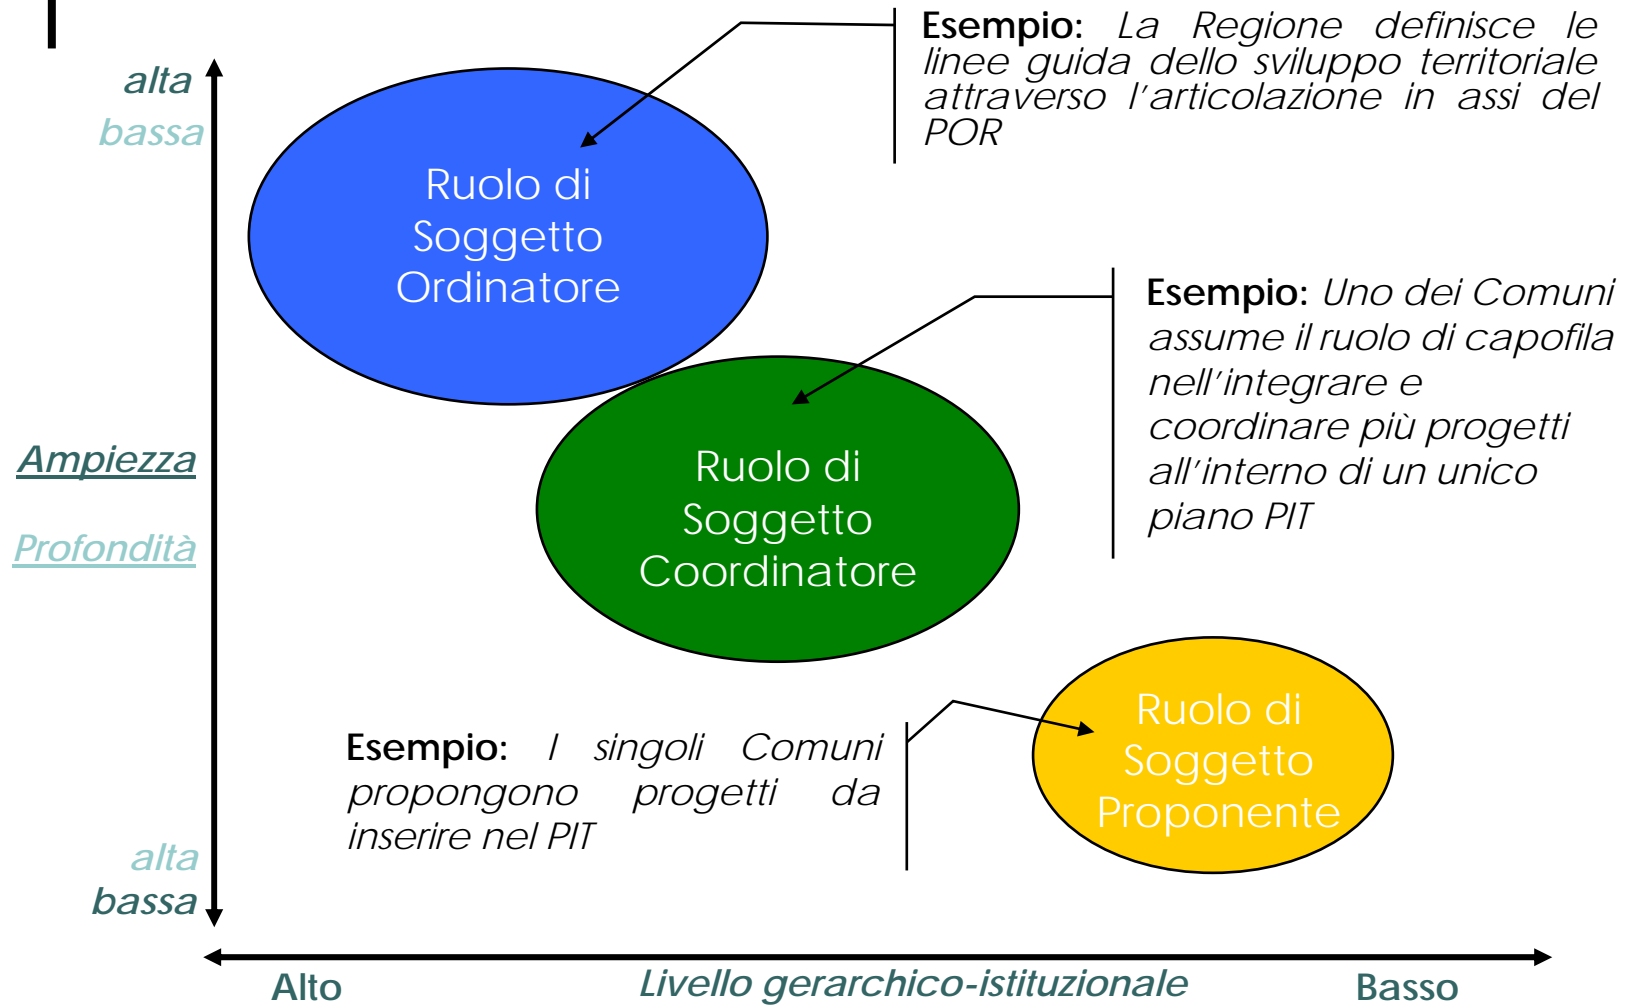 Esempio: La Regione definisce le
linee guida dello sviluppo territoriale
attraverso l'articolazione in assi del
POR
alta
bassa
Ruolo di
Soggetto
Ordinatore
Esempio: Uno dei Comuni
assume il ruolo di capofila
nell'integrare e
coordinare più progetti
all'interno di un unico
piano PIT
Ampiezza
Profondità
Ruolo di
Soggetto
Coordinatore
Esempio: I singoli Comuni
propongono progetti da
inserire nel PIT
Ruolo di
Soggetto
Proponente
alta
bassa
Alto
Livello gerarchico-istituzionale
Basso